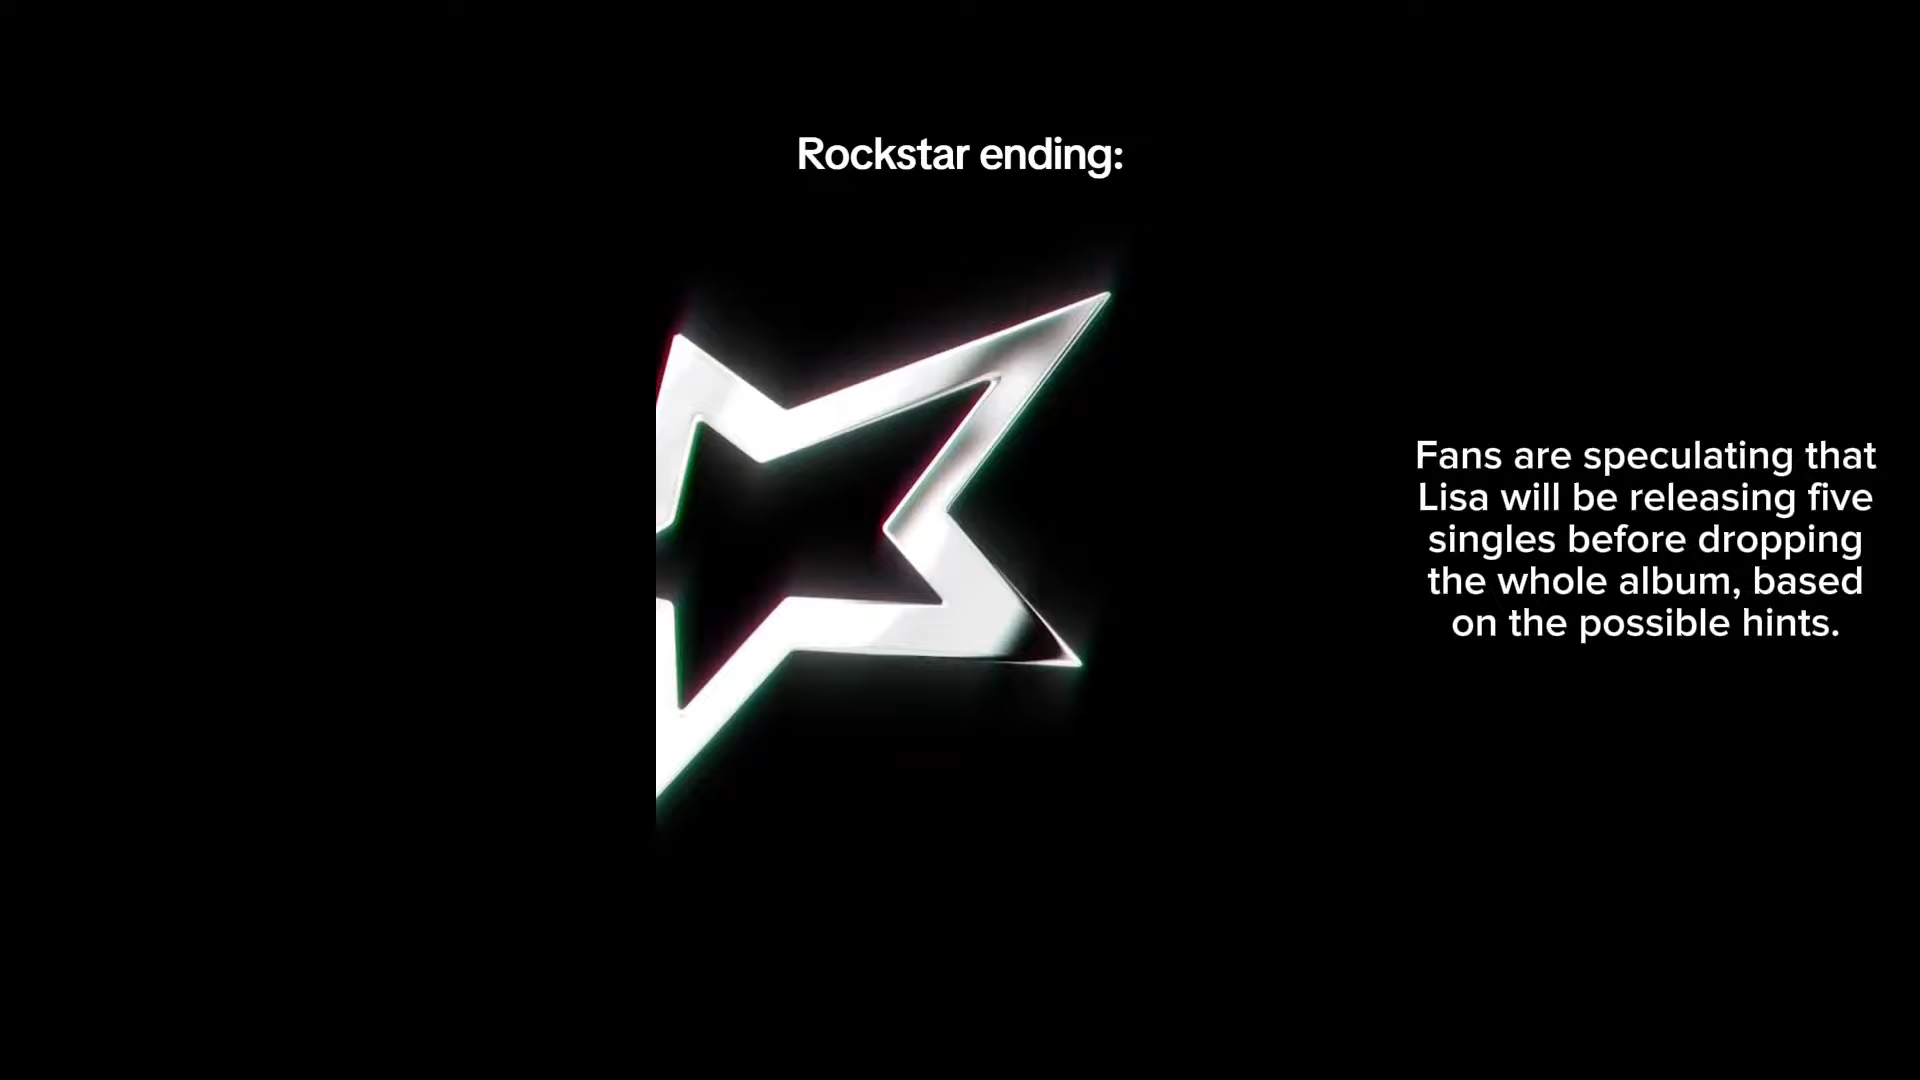 Rockstar ending:
Fans are speculating that
Lisa will be releasing five
singles before dropping
the whole album, based
on the possible hints.